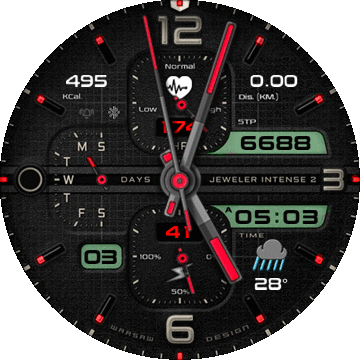 12
Normal
495
KCal.
0.00
Dis. (KM.)
Low
174
HR
STP
6688
M S
T
W
T
F S
DAYS
JEWELER INTENSE 2
3
A 05:03
TIME
41
100%
50%
03
28°
6
WARSAW DESIGN